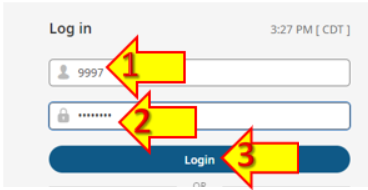 Log in 3:27 PM [ CDT ]
9997 1
•••••••• 2
Login 3
OR